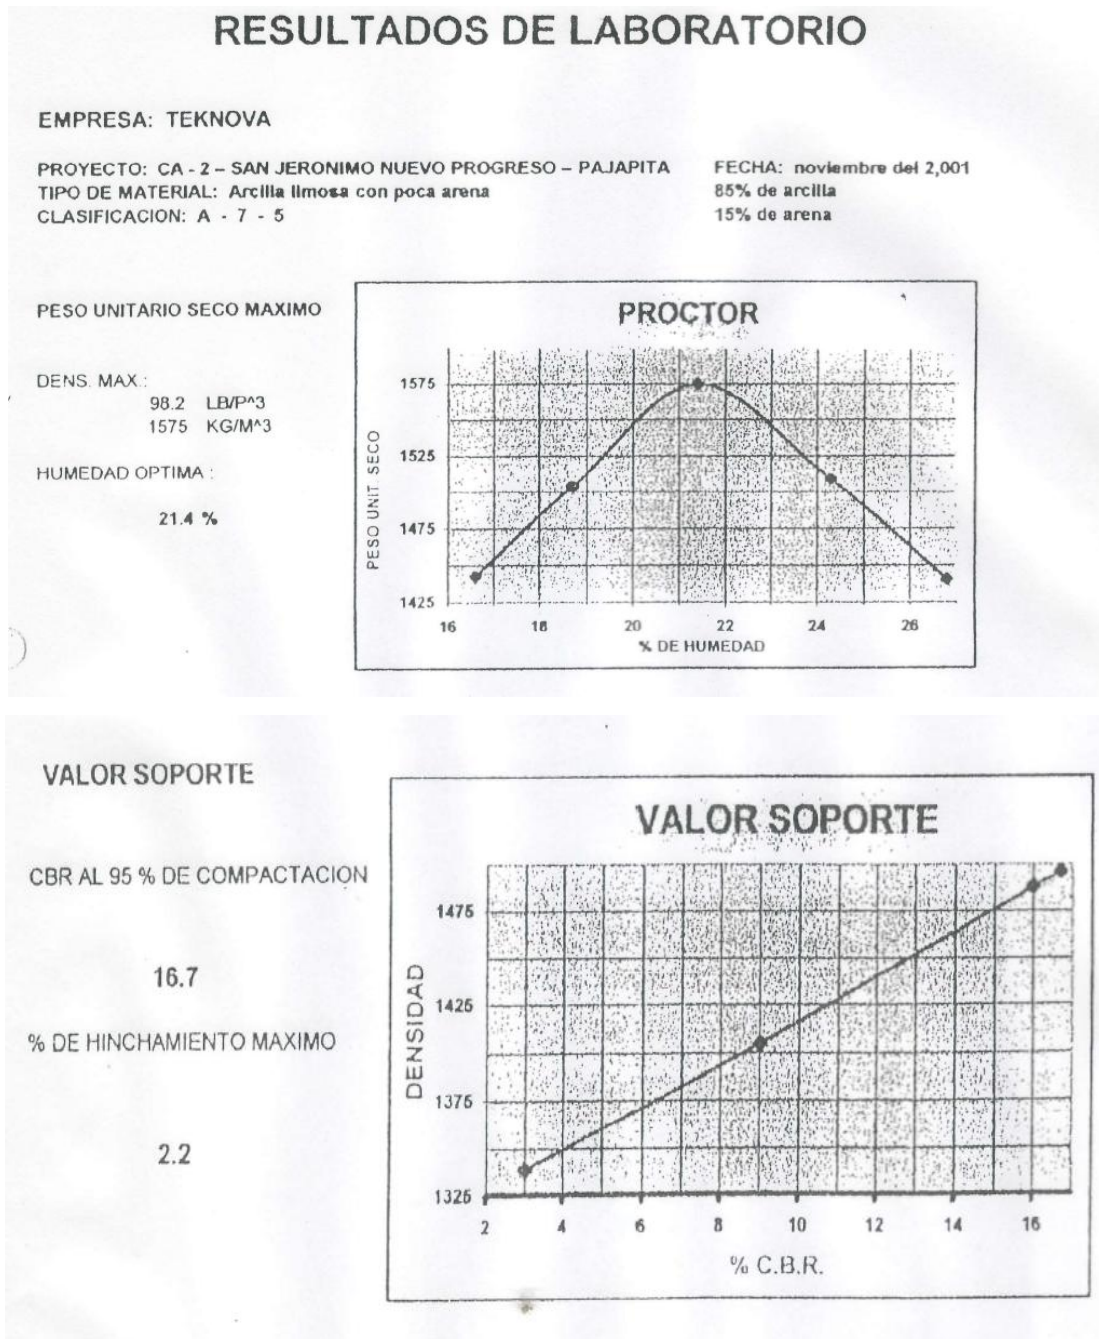 RESULTADOS DE LABORATORIO
EMPRESA: TEKNOVA
PROYECTO: CA - 2 – SAN JERONIMO NUEVO PROGRESO – PAJAPITA
FECHA: noviembre del 2,001
TIPO DE MATERIAL: Arcilla limosa con poca arena
85% de arcilla
CLASIFICACION: A - 7 - 5
15% de arena
PESO UNITARIO SECO MAXIMO
DENS. MAX.:
98.2 LB/P^3
1575 KG/M^3
HUMEDAD OPTIMA :
21.4 %
PROCTOR
PESO UNIT. SECO
1575
1525
1475
1425
16 18 20 22 24 26
% DE HUMEDAD
VALOR SOPORTE
CBR AL 95 % DE COMPACTACION
16.7
% DE HINCHAMIENTO MAXIMO
2.2
VALOR SOPORTE
DENSIDAD
1475
1425
1375
1325
2 4 6 8 10 12 14 16
% C.B.R.